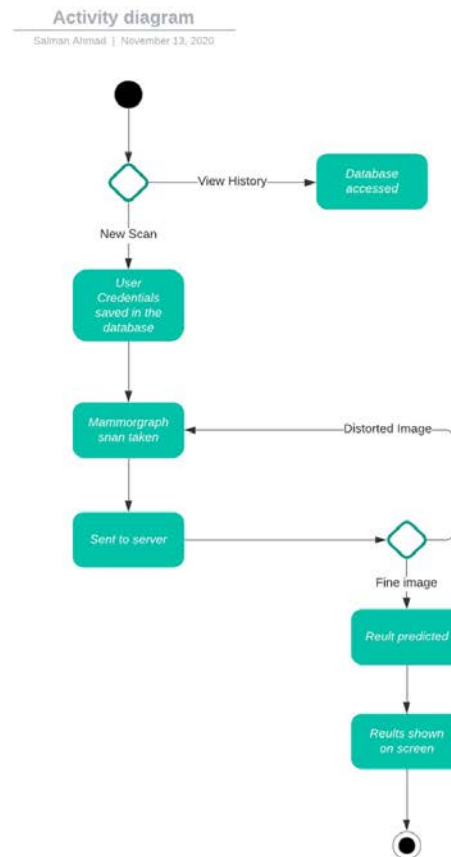 Activity diagram
Salman Ahmad | November 13, 2020
View History
Database
accessed
New Scan
User
Credentials
saved in the
database
Mammorgraph
snan taken
Distorted Image
Sent to server
Fine image
Reult predicted
Reults shown
on screen